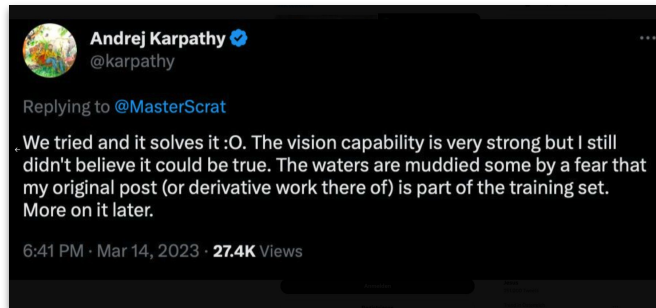 Andrej Karpathy
@karpathy
Replying to @MasterScrat
We tried and it solves it :O. The vision capability is very strong but I still
didn't believe it could be true. The waters are muddied some by a fear that
my original post (or derivative work there of) is part of the training set.
More on it later.
6:41 PM · Mar 14, 2023 · 27.4K Views